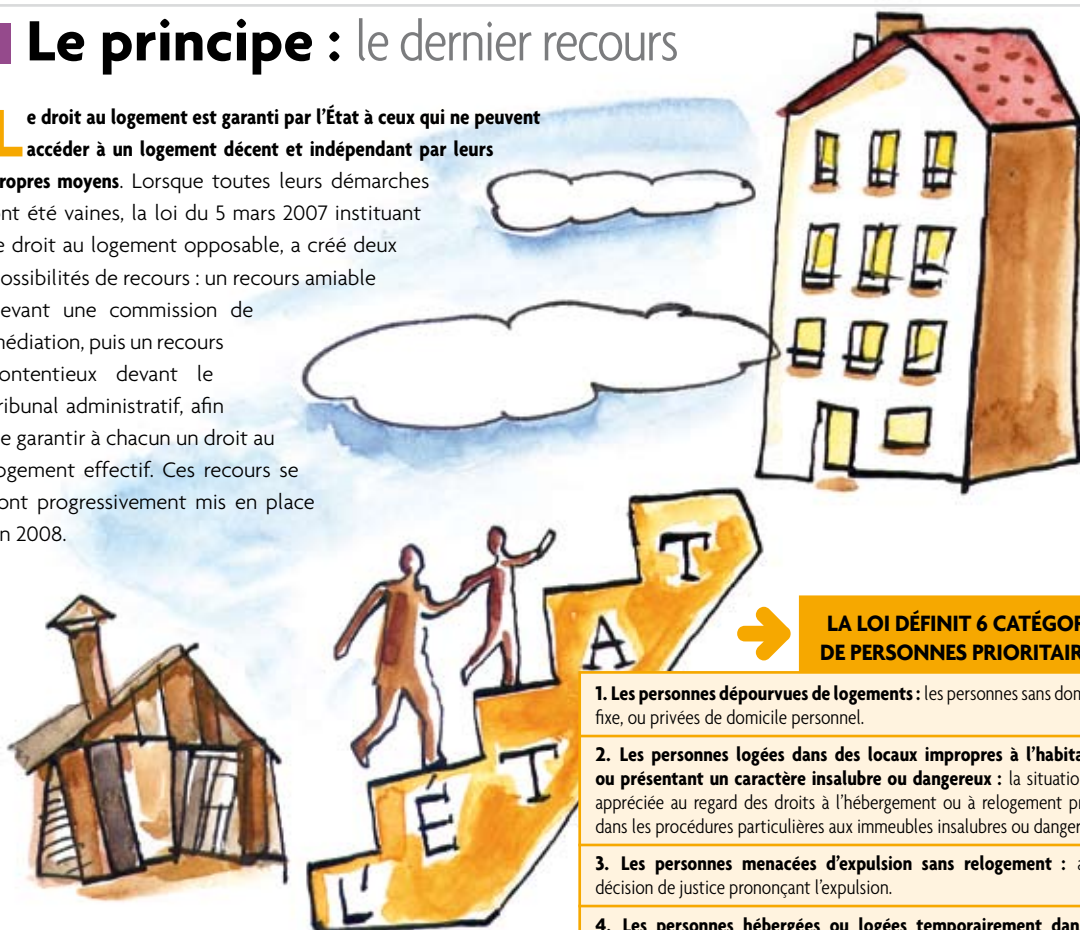 Le principe : le dernier recours
Le droit au logement est garanti par l'État à ceux qui ne peuvent
accéder à un logement décent et indépendant par leurs
ropres moyens. Lorsque toutes leurs démarches
nt été vaines, la loi du 5 mars 2007 instituant
e droit au logement opposable, a créé deux
ossibilités de recours : un recours amiable
evant une commission de
nédiation, puis un recours
ontentieux devant le
ribunal administratif, afin
e garantir à chacun un droit au
ogement effectif. Ces recours se
ont progressivement mis en place
n 2008.
L'ÉTAT
LA LOI DÉFINIT 6 CATÉGOR
DE PERSONNES PRIORITAIR
1. Les personnes dépourvues de logements : les personnes sans dom
fixe, ou privées de domicile personnel.
2. Les personnes logées dans des locaux impropres à l'habita
ou présentant un caractère insalubre ou dangereux : la situation
appréciée au regard des droits à l'hébergement ou à relogement pr
dans les procédures particulières aux immeubles insalubres ou danger
3. Les personnes menacées d'expulsion sans relogement : a
décision de justice prononçant l'expulsion.
4. Les personnes hébergées ou logées temporairement dan